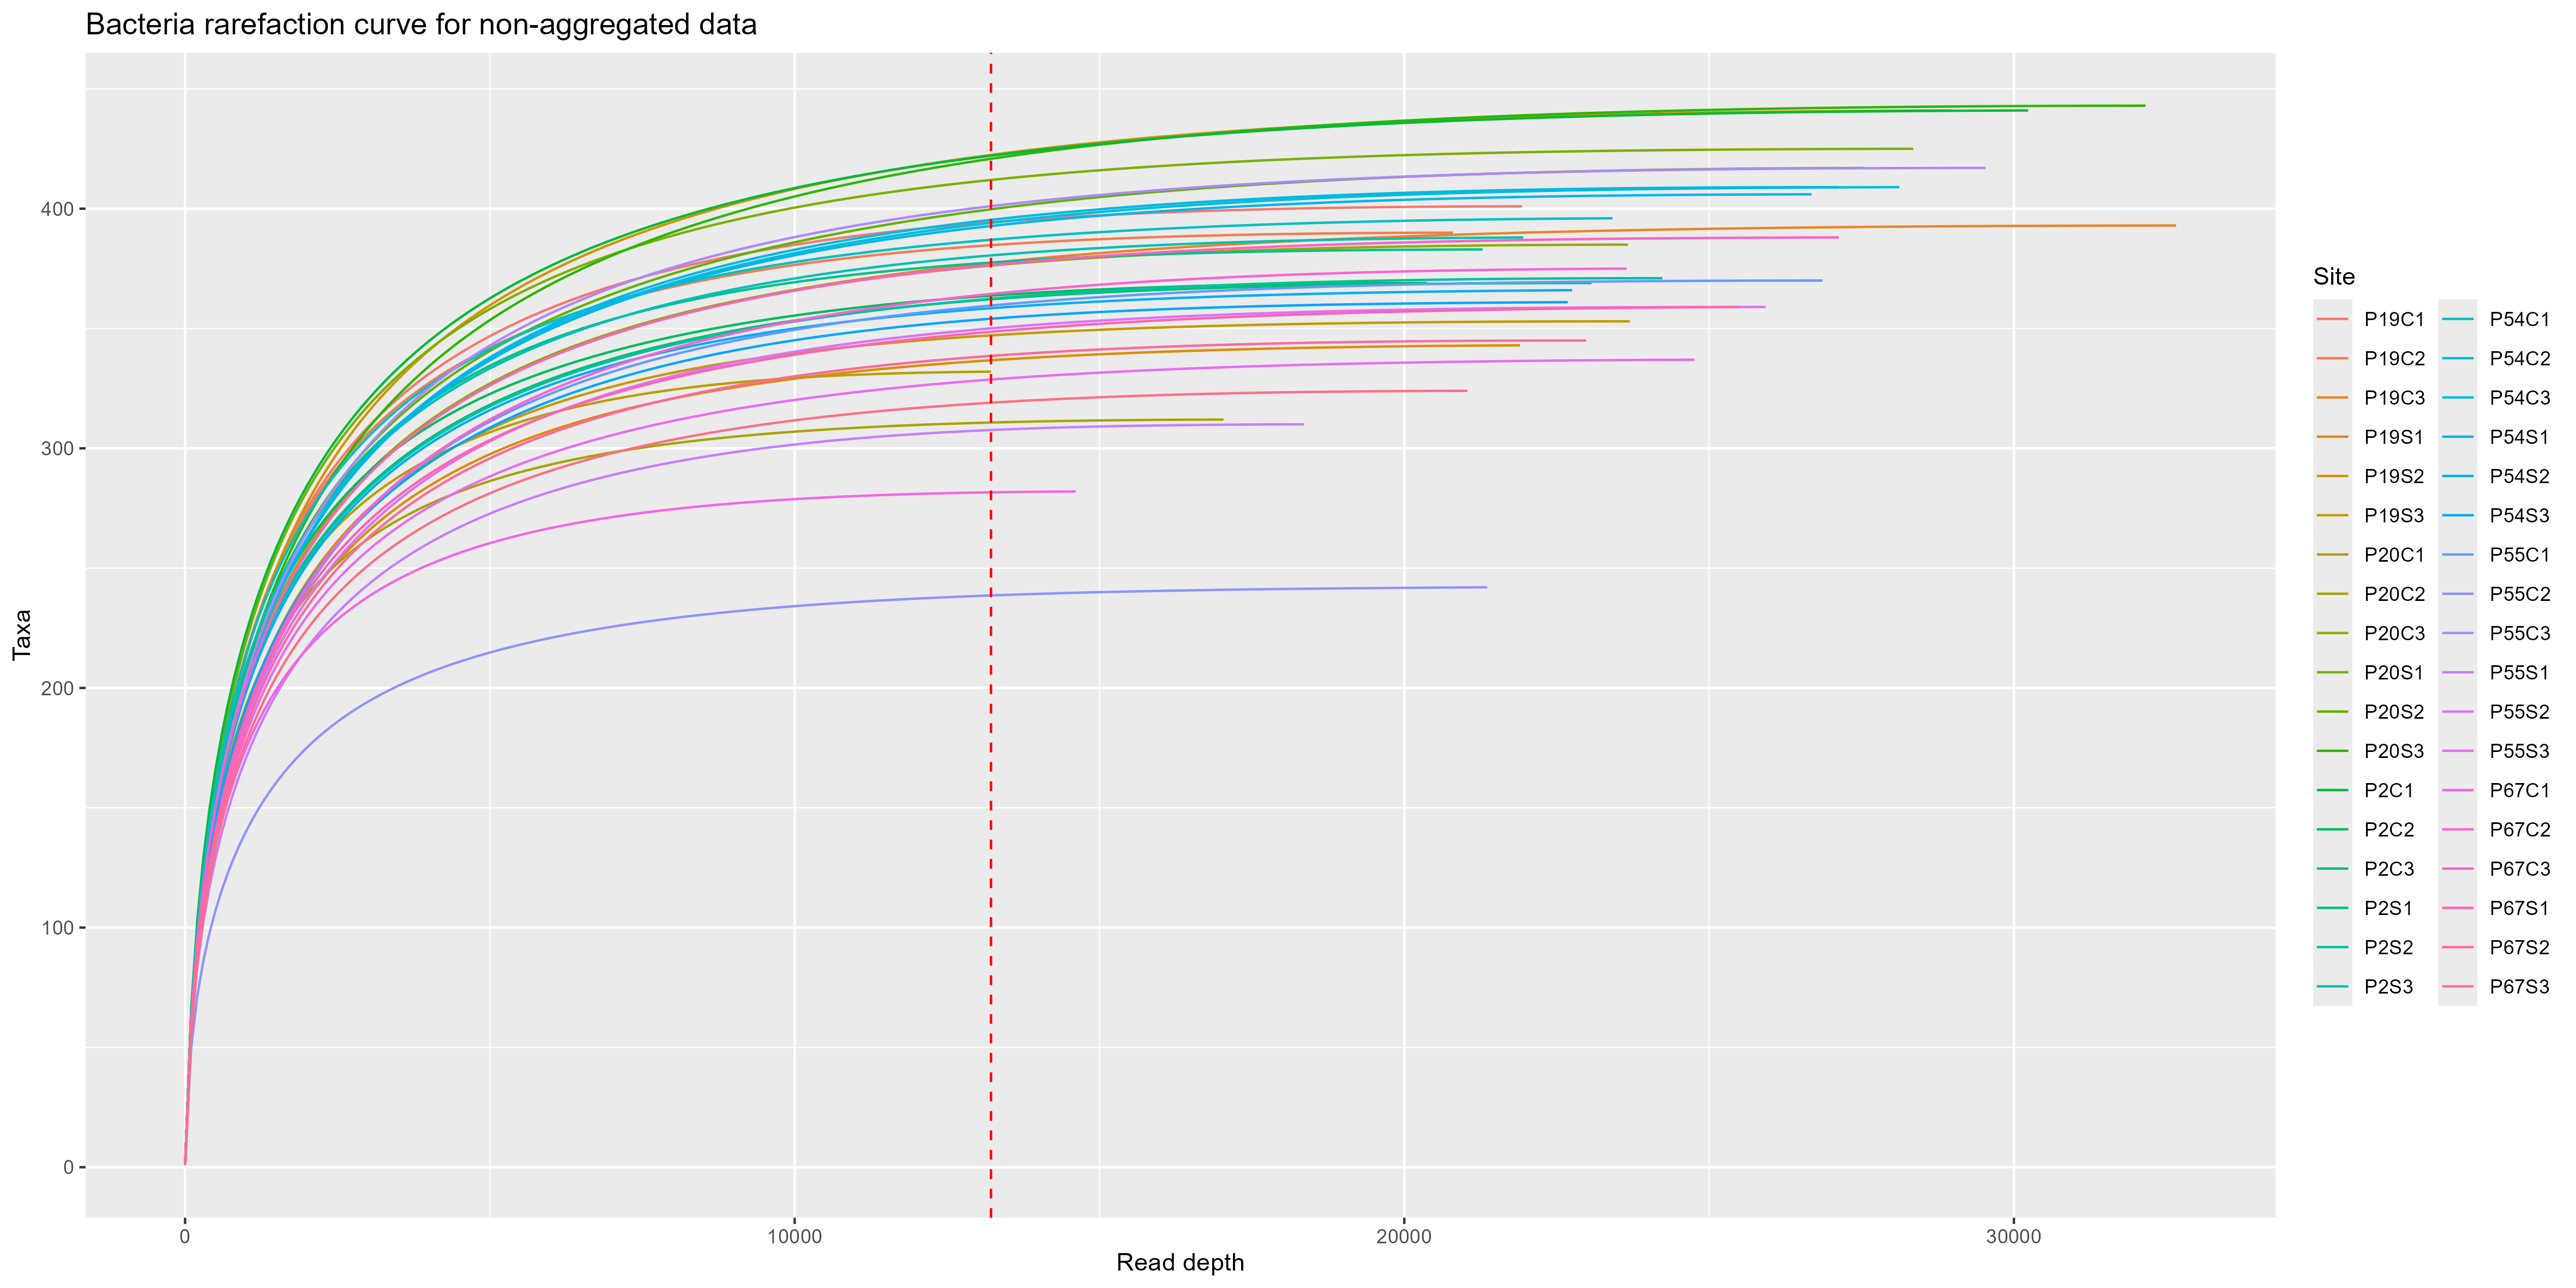 Bacteria rarefaction curve for non-aggregated data
Taxa
400
300
200
100
0
0
10000
20000
30000
Read depth
Site
P19C1
P19C2
P19C3
P19S1
P19S2
P19S3
P20C1
P20C2
P20C3
P20S1
P20S2
P20S3
P2C1
P2C2
P2C3
P2S1
P2S2
P2S3
P54C1
P54C2
P54C3
P54S1
P54S2
P54S3
P55C1
P55C2
P55C3
P55S1
P55S2
P55S3
P67C1
P67C2
P67C3
P67S1
P67S2
P67S3